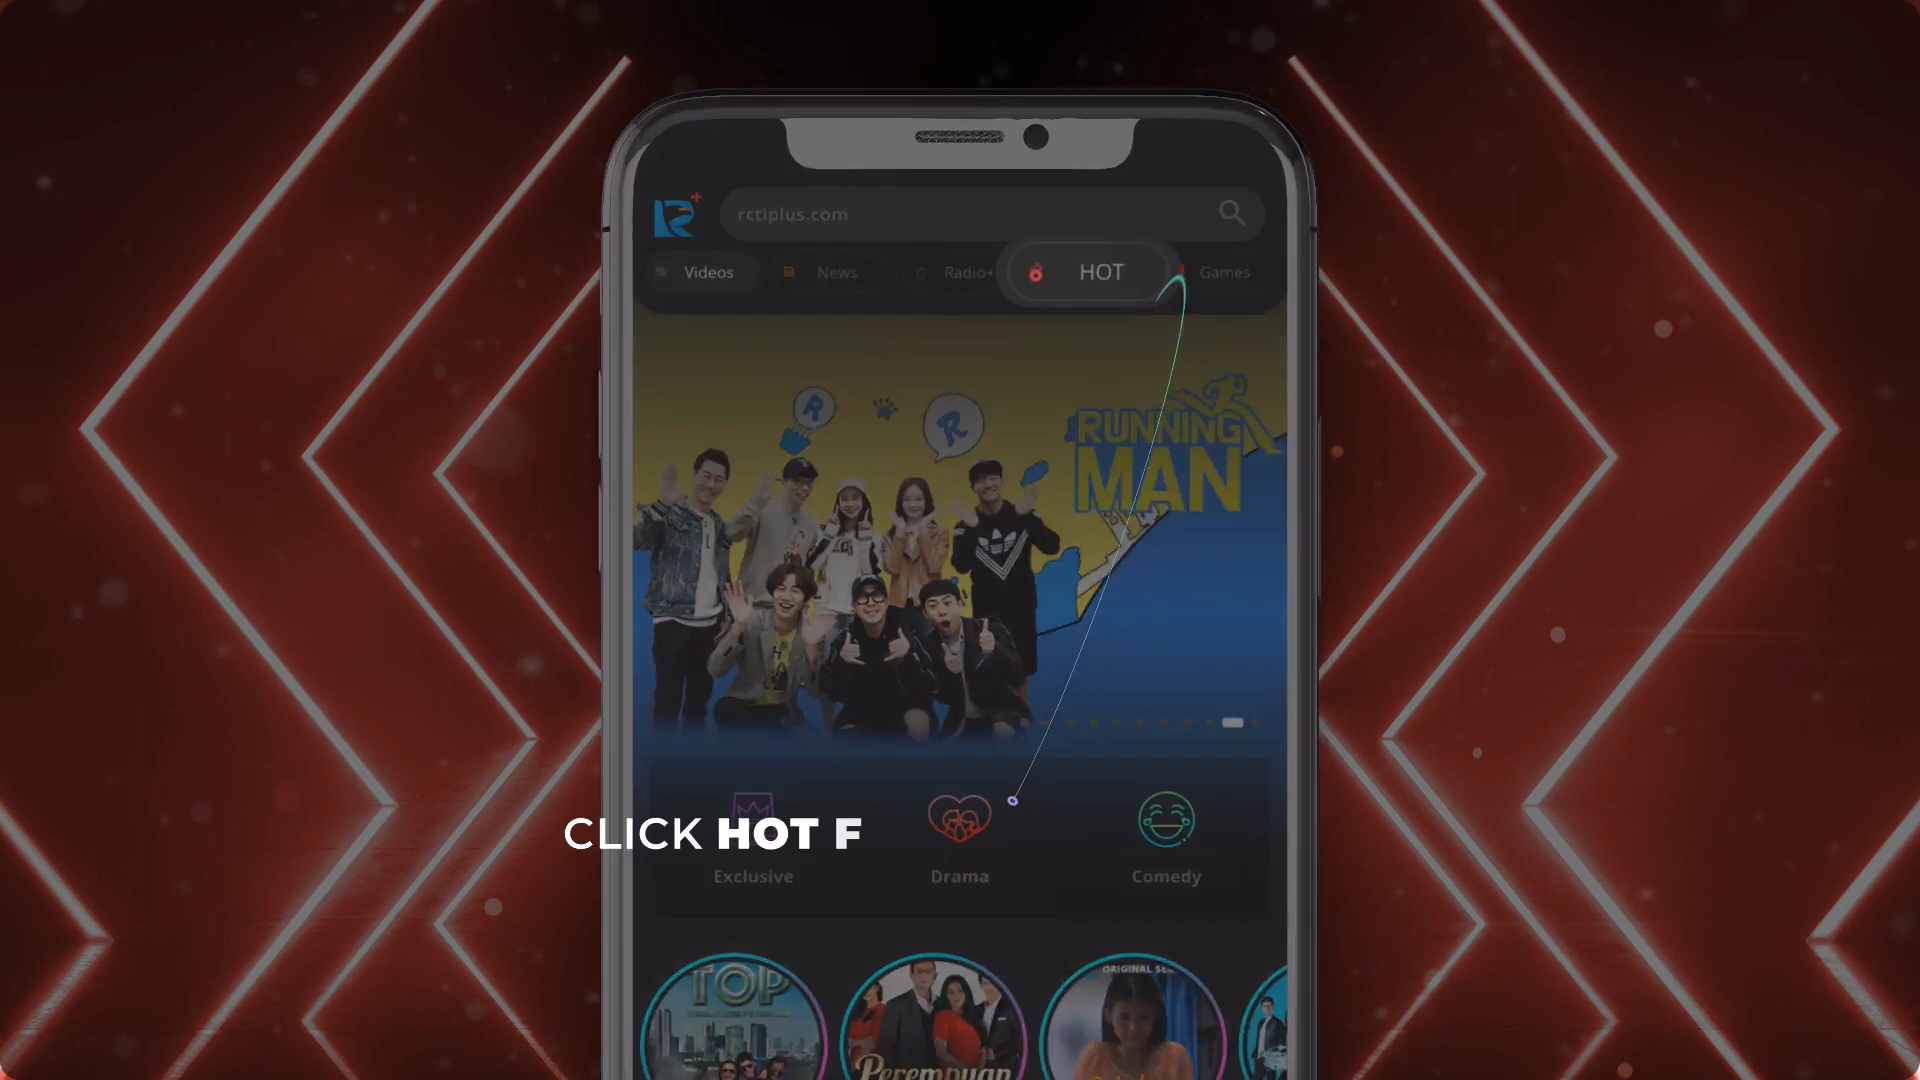 rctiplus.com
Videos
News
Radio+
HOT
Games
R
R
RUNNING
MAN
CLICK HOT F
Exclusive
Drama
Comedy
TOP
Perempuan
ORIGINAL